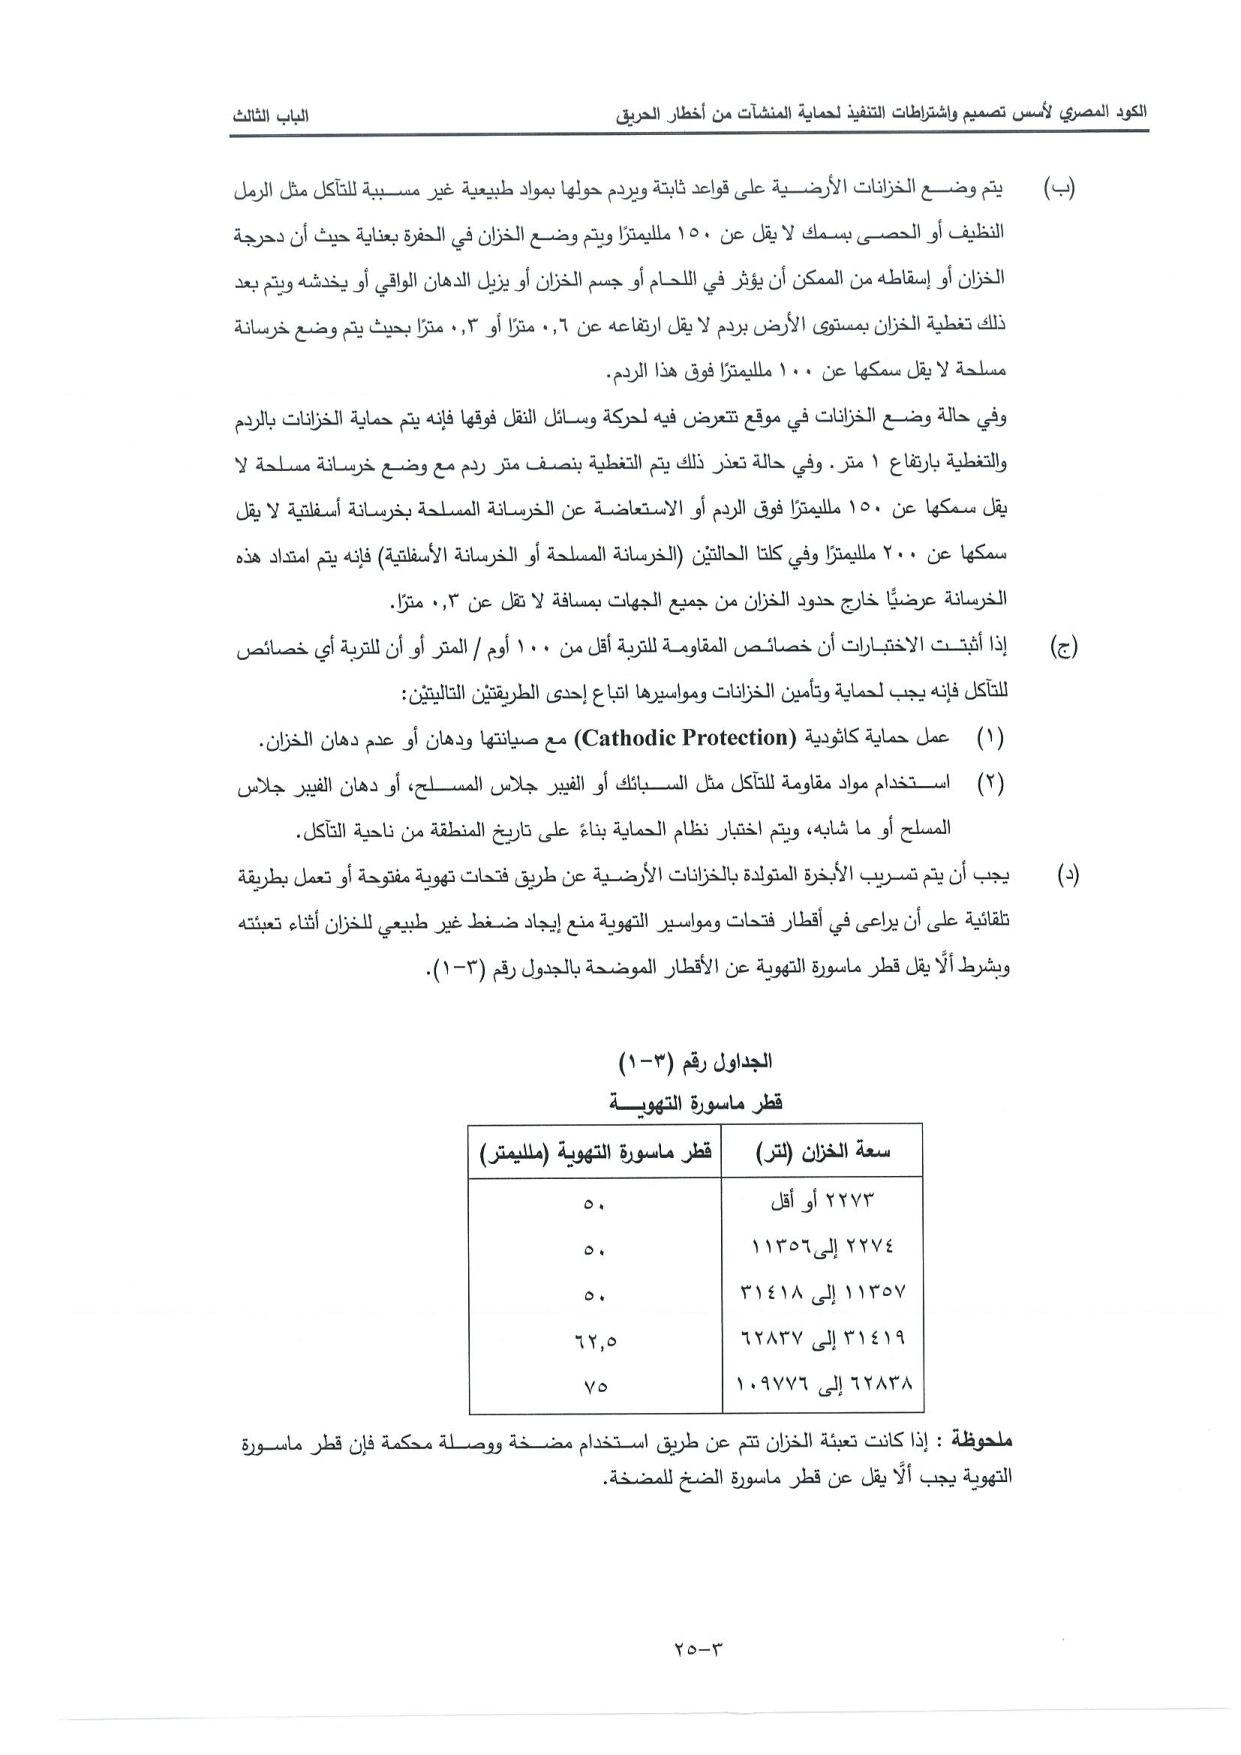 الكود المصري لأسس تصميم واشتراطات التنفيذ لحماية المنشآت من أخطار الحريق الباب الثالث
(ب) يتم وضع الخزانات الأرضية على قواعد ثابتة ويردم حولها بمواد طبيعية غير مسببة للتآكل مثل الرمل
النظيف أو الحصى بسمك لا يقل عن ١٥٠ ملليمترًا ويتم وضع الخزان في الحفرة بعناية حيث أن دحرجة
الخزان أو إسقاطه من الممكن أن يؤثر في اللحام أو جسم الخزان أو يزيل الدهان الواقي أو يخدشه ويتم بعد
ذلك تغطية الخزان بمستوى الأرض بردم لا يقل ارتفاعه عن ٠,٦ مترًا أو ٠,٣ مترًا بحيث يتم وضع خرسانة
مسلحة لا يقل سمكها عن ١٠٠ ملليمترًا فوق هذا الردم.
وفي حالة وضع الخزانات في موقع تتعرض فيه لحركة وسائل النقل فوقها فإنه يتم حماية الخزانات بالردم
والتغطية بارتفاع ١ متر. وفي حالة تعذر ذلك يتم التغطية بنصف متر ردم مع وضع خرسانة مسلحة لا
يقل سمكها عن ١٥٠ ملليمترًا فوق الردم أو الاستعاضة عن الخرسانة المسلحة بخرسانة أسفلتية لا يقل
سمكها عن ٢٠٠ ملليمترًا وفي كلتا الحالتيْن (الخرسانة المسلحة أو الخرسانة الأسفلتية) فإنه يتم امتداد هذه
الخرسانة عرضيًّا خارج حدود الخزان من جميع الجهات بمسافة لا تقل عن ٠,٣ مترًا.
(ج) إذا أثبتت الاختبارات أن خصائص المقاومة للتربة أقل من ١٠٠ أوم / المتر أو أن للتربة أي خصائص
للتآكل فإنه يجب لحماية وتأمين الخزانات ومواسيرها اتباع إحدى الطريقتيْن التاليتيْن:
(١) عمل حماية كاثودية (Cathodic Protection) مع صيانتها ودهان أو عدم دهان الخزان.
(٢) استخدام مواد مقاومة للتآكل مثل السبائك أو الفيبر جلاس المسلح، أو دهان الفيبر جلاس
المسلح أو ما شابه، ويتم اختبار نظام الحماية بناءً على تاريخ المنطقة من ناحية التآكل.
(د) يجب أن يتم تسريب الأبخرة المتولدة بالخزانات الأرضية عن طريق فتحات تهوية مفتوحة أو تعمل بطريقة
تلقائية على أن يراعى في أقطار فتحات ومواسير التهوية منع إيجاد ضغط غير طبيعي للخزان أثناء تعبئته
وبشرط ألَّا يقل قطر ماسورة التهوية عن الأقطار الموضحة بالجدول رقم (٣-١).
الجداول رقم (٣-١)
قطر ماسورة التهوية
سعة الخزان (لتر) قطر ماسورة التهوية (ملليمتر)
٢٢٧٣ أو أقل ٥٠
٢٢٧٤ إلى ١١٣٥٦ ٥٠
١١٣٥٧ إلى ٣١٤١٨ ٥٠
٣١٤١٩ إلى ٦٢٨٣٧ ٦٢,٥
٦٢٨٣٨ إلى ١٠٩٧٧٦ ٧٥
ملحوظة : إذا كانت تعبئة الخزان تتم عن طريق استخدام مضخة ووصلة محكمة فإن قطر ماسورة
التهوية يجب ألَّا يقل عن قطر ماسورة الضخ للمضخة.
٣-٢٥